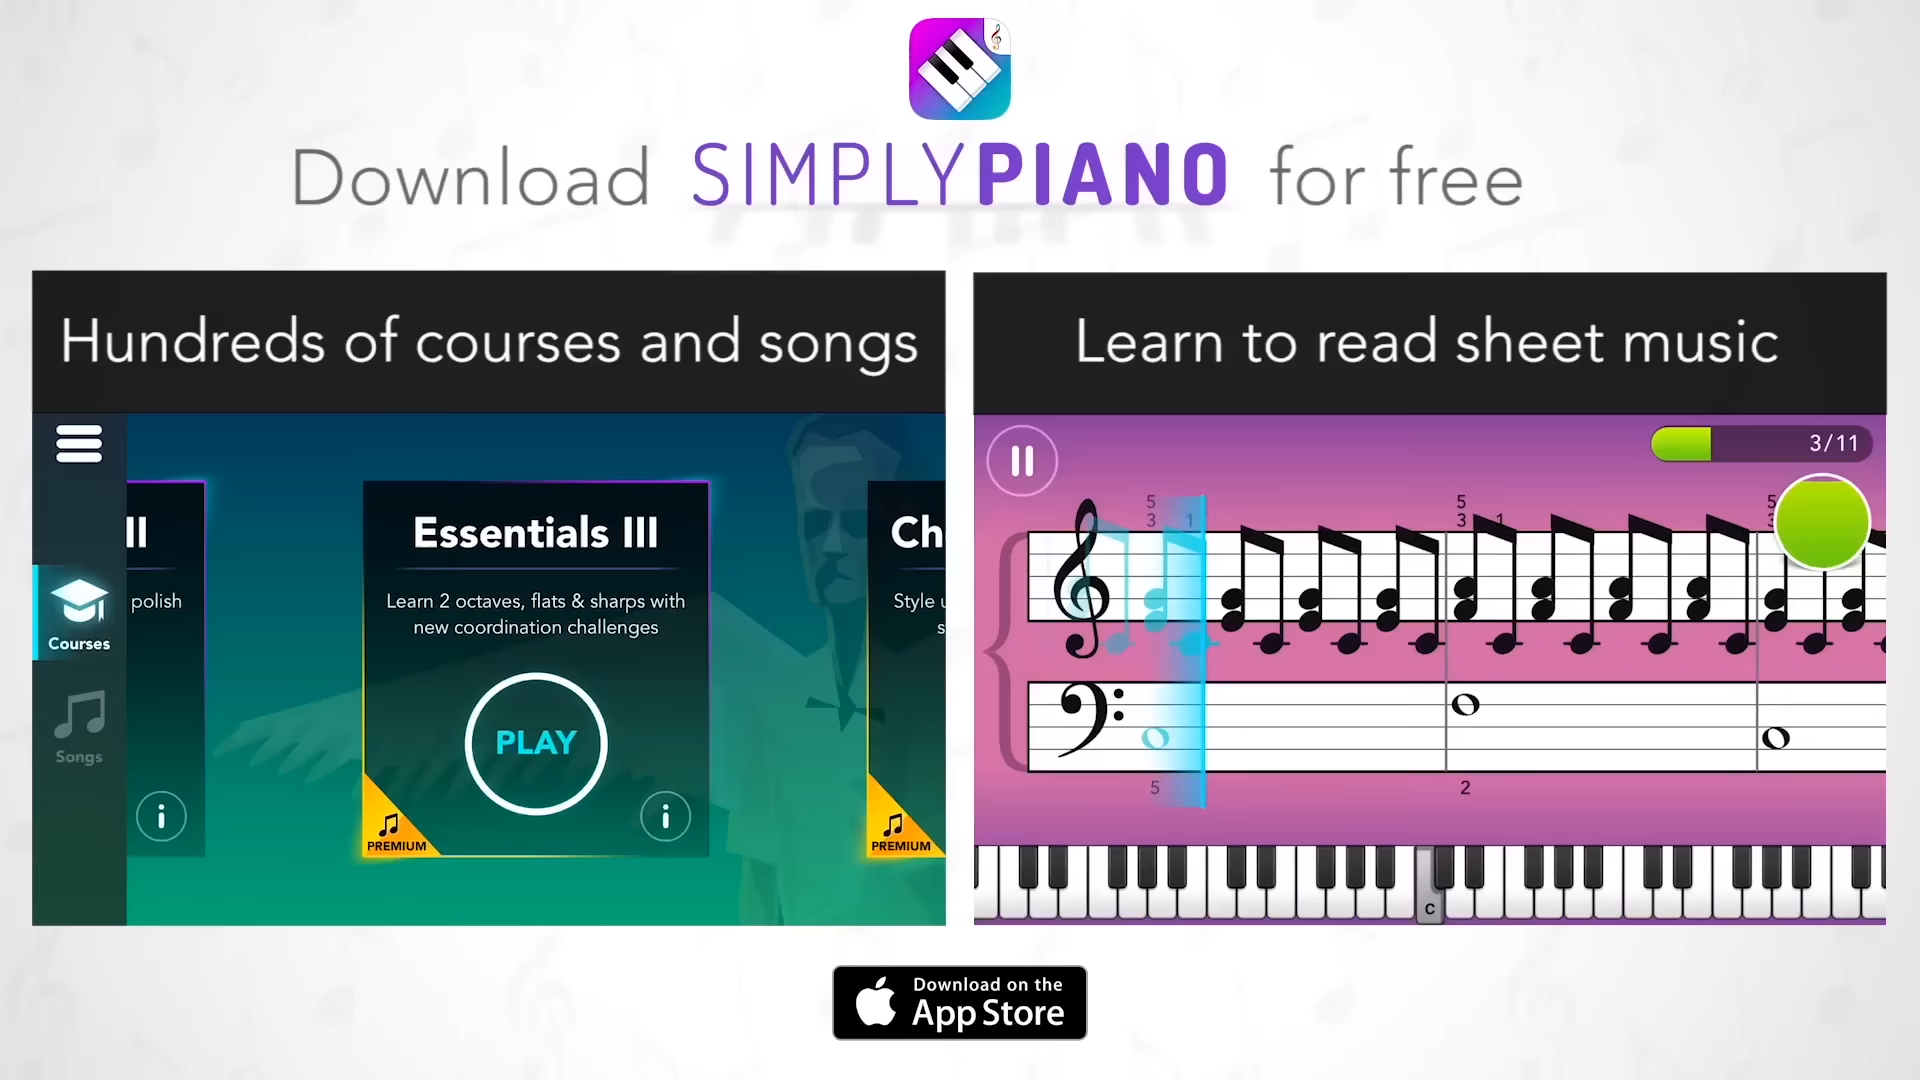 Download SIMPLYPIANO for free
Hundreds of courses and songs
Courses
Songs
II
polish
Essentials III
Learn 2 octaves, flats & sharps with
new coordination challenges
PLAY
PREMIUM
Ch
Style
PREMIUM
Learn to read sheet music
3/11
5
3 1
5
3 1
5
5
2
C
Download on the
App Store